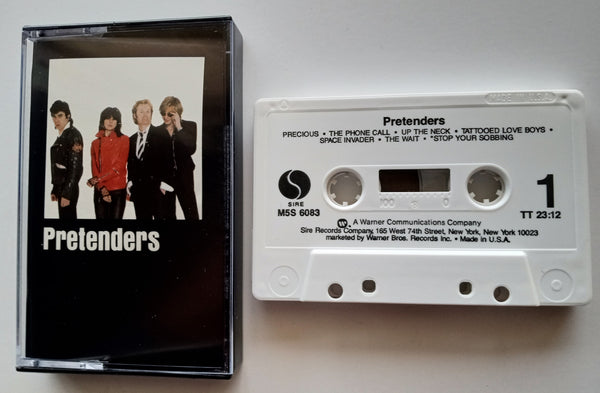 Pretenders
MADE IN U.S.A.
Pretenders
PRECIOUS • THE PHONE CALL • UP THE NECK • TATTOOED LOVE BOYS •
SPACE INVADER • THE WAIT • *STOP YOUR SOBBING
SIRE
M5S 6083
100 0
1
TT 23:12
A Warner Communications Company
Sire Records Company, 165 West 74th Street, New York, New York 10023
marketed by Warner Bros. Records Inc. • Made in U.S.A.